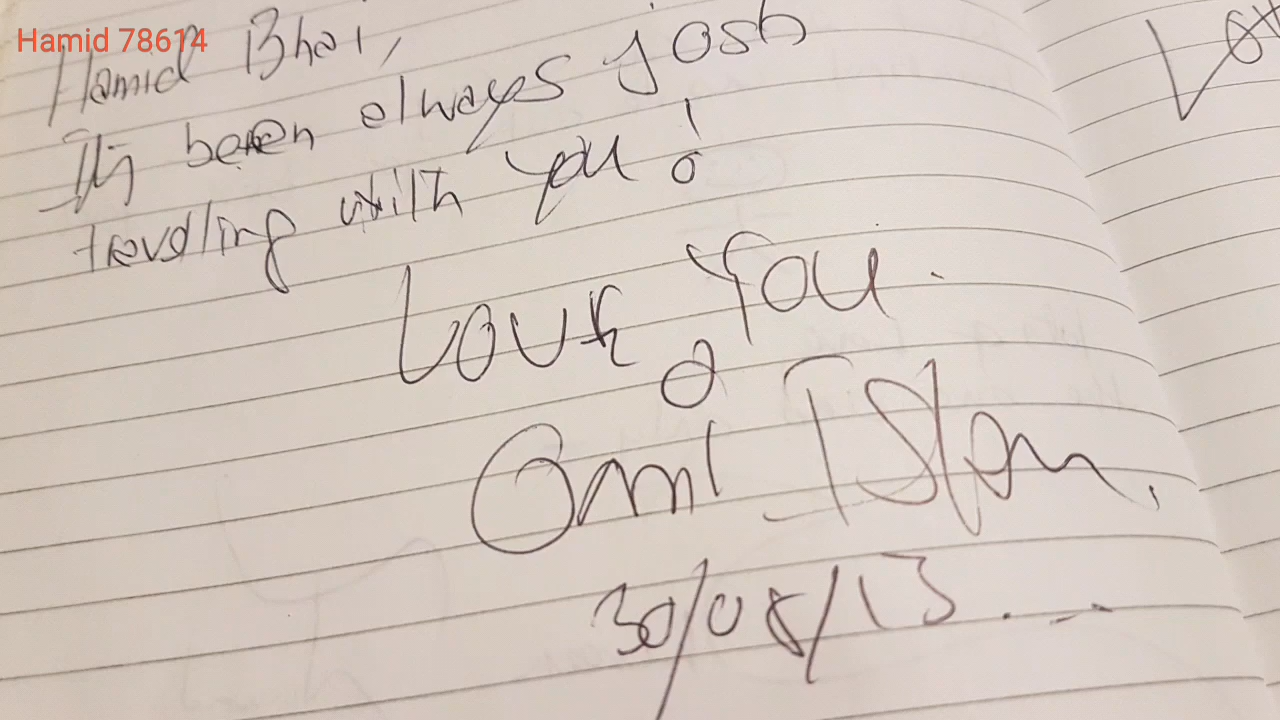 Hamid 78614
Hamid Bhai,
Its been always josh
travelling with you!
Love you.
Omi Islam.
30/08/13...